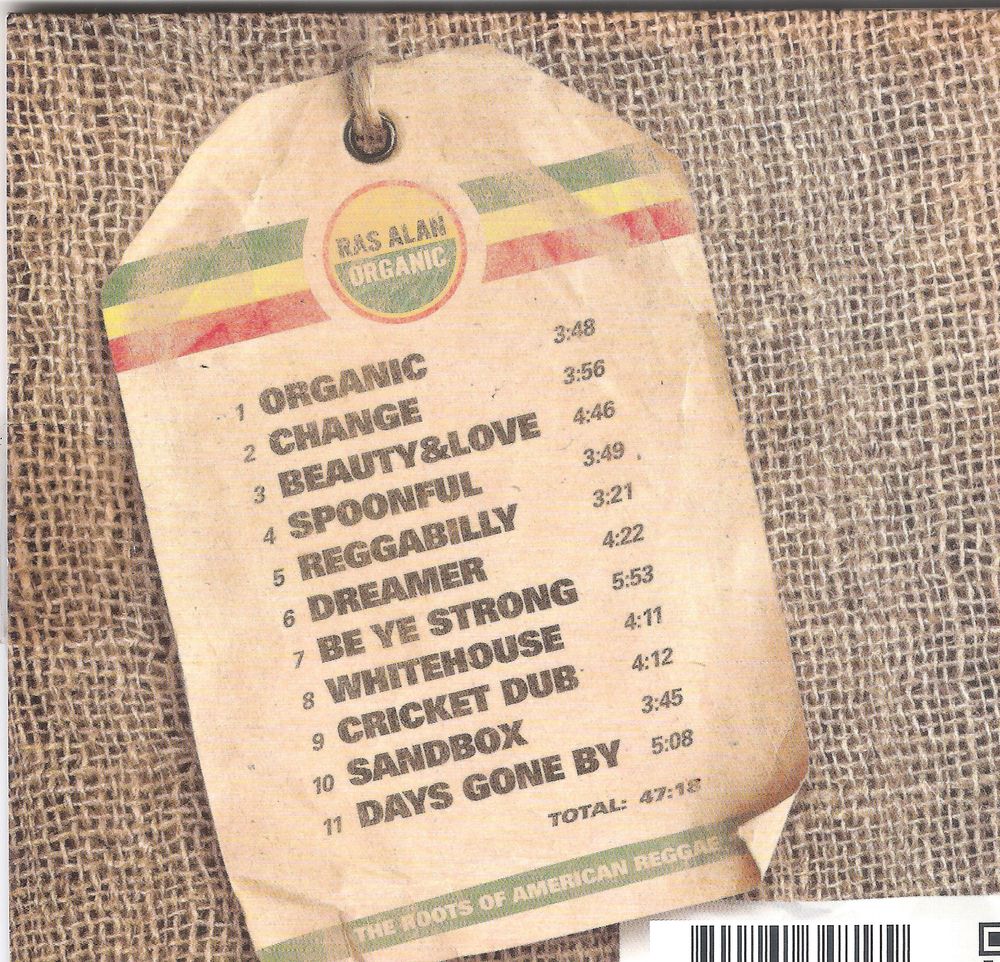 RAS ALAN
ORGANIC
1 ORGANIC 3:48
2 CHANGE 3:56
3 BEAUTY&LOVE 4:46
4 SPOONFUL 3:49
5 REGGABILLY 3:21
6 DREAMER 4:22
7 BE YE STRONG 5:53
8 WHITEHOUSE 4:11
9 CRICKET DUB 4:12
10 SANDBOX 3:45
11 DAYS GONE BY 5:08
TOTAL: 47:18
THE ROOTS OF AMERICAN REGGAE